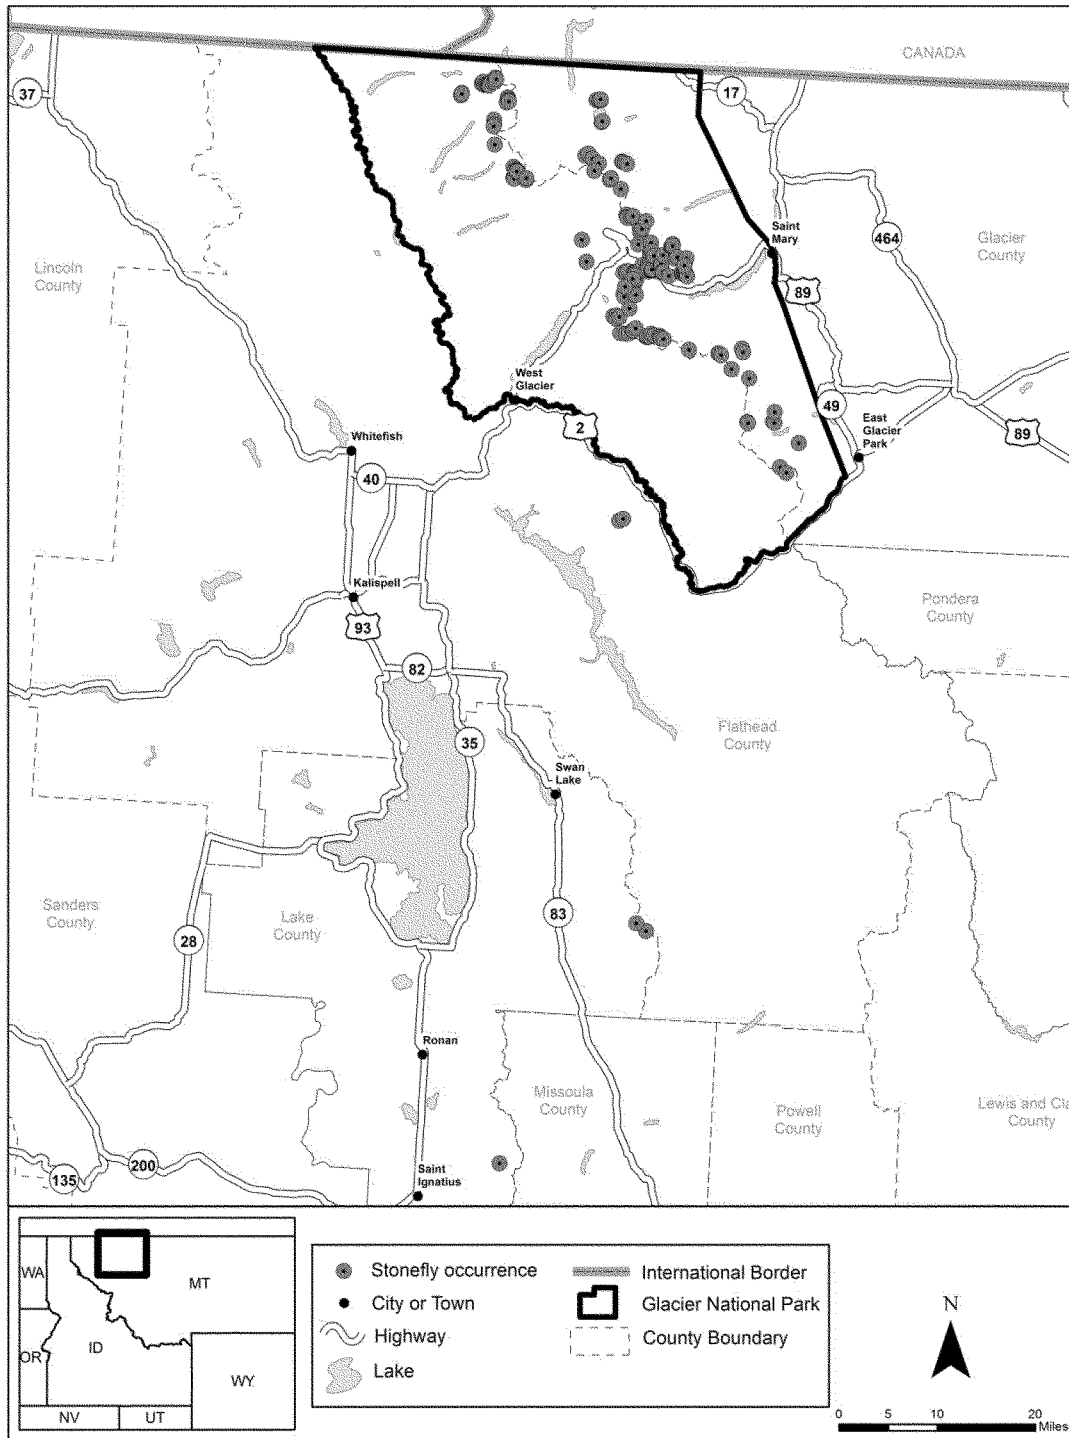 CANADA
37
17
Saint
Mary
464
Glacier
County
Lincoln
County
89
West
Glacier
49
East
Glacier
Park
2
89
Whitefish
40
Kalispell
93
Pondera
County
82
35
Flathead
County
Swan
Lake
Sanders
County
Lake
County
83
28
Ronan
Missoula
County
Powell
County
Lewis and Cla
County
135
200
Saint
Ignatius
WA
MT
OR
ID
WY
NV
UT
Stonefly occurrence
City or Town
Highway
Lake
International Border
Glacier National Park
County Boundary
N
0 5 10 20
Miles